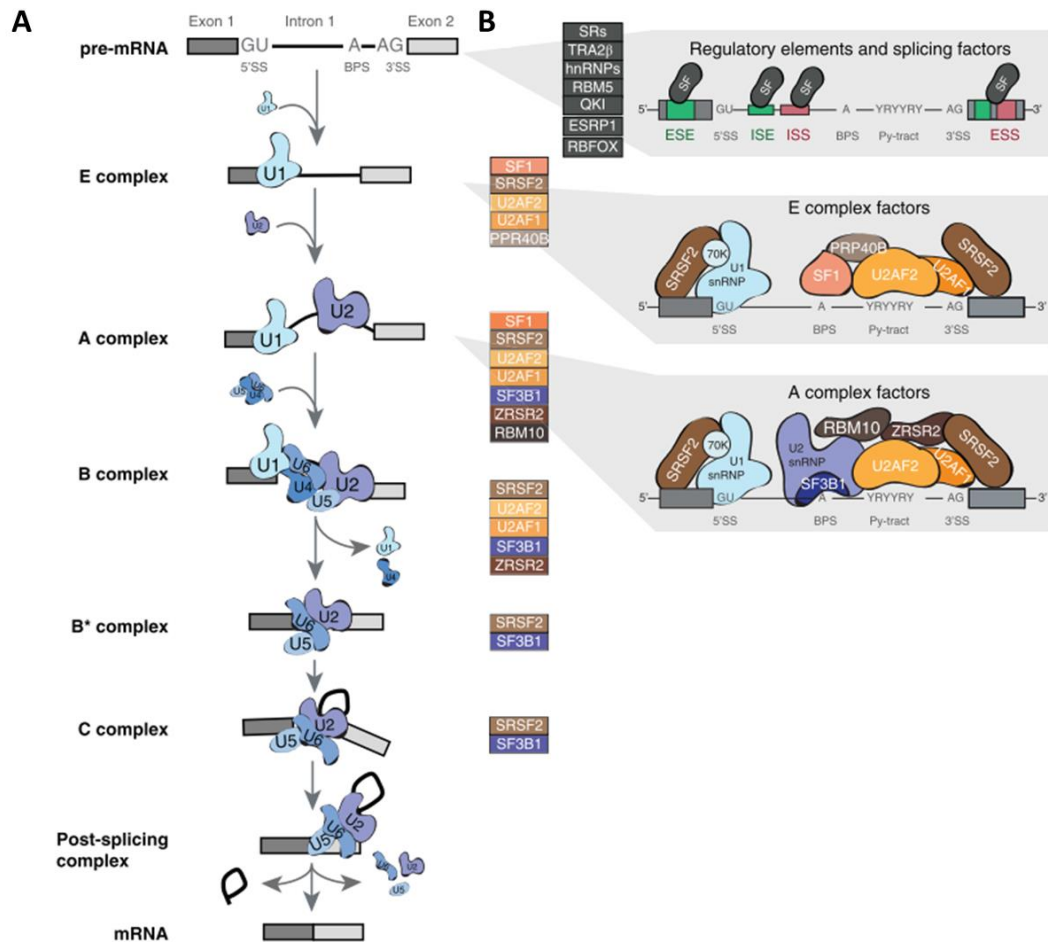 A
Exon 1 Intron 1 Exon 2
pre-mRNA GU A AG
5'SS BPS 3'SS
U1
E complex U1
U2
A complex U1 U2
U5 U6 U4
B complex U1 U6 U4 U5 U2
U1
U4
B* complex U6 U2 U5
C complex U5 U6 U2
Post-splicing
complex U5 U6 U2
U6 U2
U5
mRNA
B
SRs
TRA2β
hnRNPs
RBM5
QKI
ESRP1
RBFOX
Regulatory elements and splicing factors
SF SF SF SF
5' GU A YRYYRY AG 3'
ESE 5'SS ISE ISS BPS Py-tract 3'SS ESS
SF1
SRSF2
U2AF2
U2AF1
PPR40B
E complex factors
SRSF2 70K U1 snRNP SF1 PRP40B U2AF2 U2AF1 SRSF2
5' GU A YRYYRY AG 3'
5'SS BPS Py-tract 3'SS
SF1
SRSF2
U2AF2
U2AF1
SF3B1
ZRSR2
RBM10
A complex factors
SRSF2 70K U1 snRNP U2 snRNP SF3B1 RBM10 ZRSR2 U2AF2 U2AF1 SRSF2
5' GU A YRYYRY AG 3'
5'SS BPS Py-tract 3'SS
SRSF2
U2AF2
U2AF1
SF3B1
ZRSR2
SRSF2
SF3B1
SRSF2
SF3B1